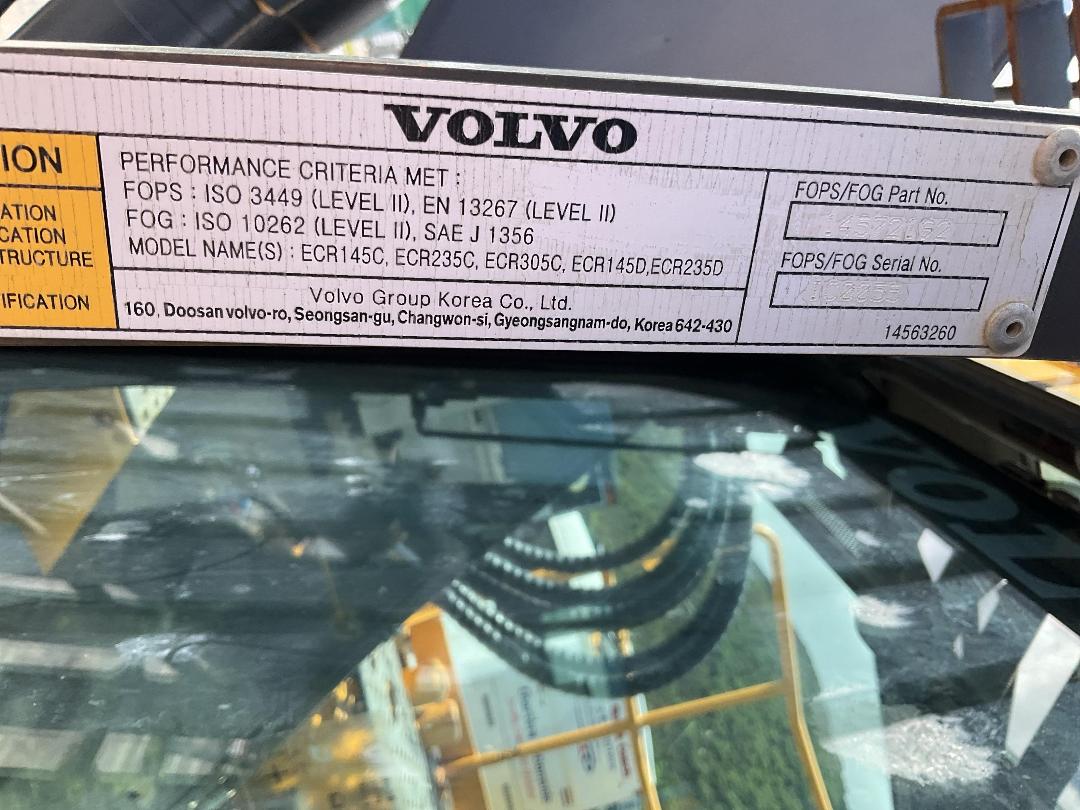 VOLVO
ION
ATION
CATION
TRUCTURE
IFICATION
PERFORMANCE CRITERIA MET :
FOPS : ISO 3449 (LEVEL II), EN 13267 (LEVEL II)
FOG : ISO 10262 (LEVEL II), SAE J 1356
MODEL NAME(S) : ECR145C, ECR235C, ECR305C, ECR145D,ECR235D
Volvo Group Korea Co., Ltd.
160, Doosanvolvo-ro, Seongsan-gu, Changwon-si, Gyeongsangnam-do, Korea 642-430
FOPS/FOG Part No.
FOPS/FOG Serial No.
14563260
VOL